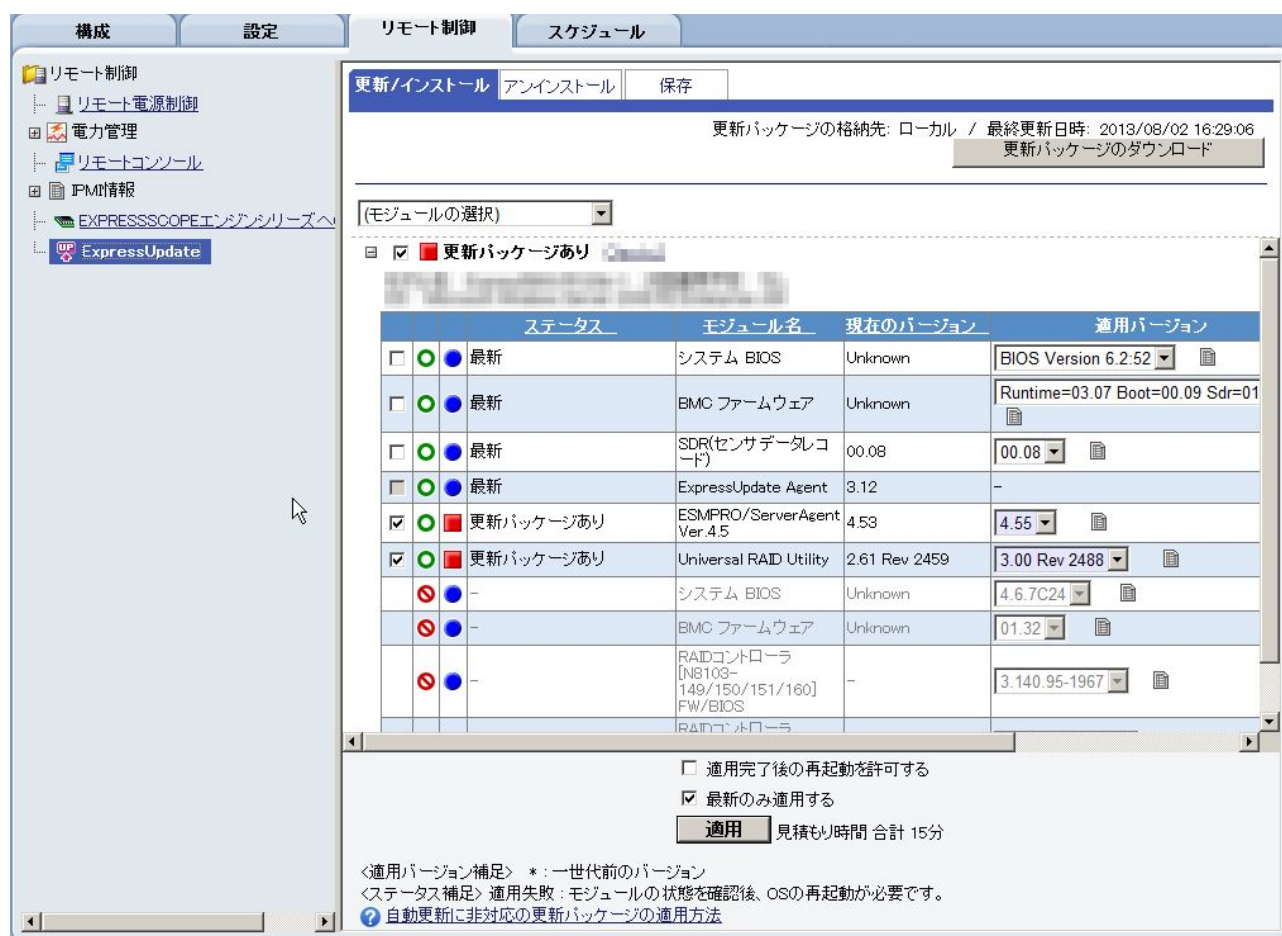 構成 設定 リモート制御 スケジュール
リモート制御
リモート電源制御
電力管理
リモートコンソール
IPMI情報
EXPRESSSCOPEエンジンシリーズへ
ExpressUpdate
更新/インストール アンインストール 保存
更新パッケージの格納先: ローカル / 最終更新日時: 2013/08/02 16:29:06
更新パッケージのダウンロード
(モジュールの選択)
更新パッケージあり
ステータス モジュール名 現在のバージョン 適用バージョン
最新 システム BIOS Unknown BIOS Version 6.2:52
最新 BMC ファームウェア Unknown Runtime=03.07 Boot=00.09 Sdr=01
最新 SDR(センサデータレコ
ード) 00.08 00.08
最新 ExpressUpdate Agent 3.12 -
更新パッケージあり ESMPRO/ServerAgent
Ver.4.5 4.53 4.55
更新パッケージあり Universal RAID Utility 2.61 Rev 2459 3.00 Rev 2488
- システム BIOS Unknown 4.6.7C24
- BMC ファームウェア Unknown 01.32
- RAIDコントローラ
[N8103-
149/150/151/160]
FW/BIOS - 3.140.95-1967
RAIDコントローラ
適用完了後の再起動を許可する
最新のみ適用する
適用 見積もり時間 合計 15分
<適用バージョン補足> *:一世代前のバージョン
<ステータス補足> 適用失敗:モジュールの状態を確認後、OSの再起動が必要です。
自動更新に非対応の更新パッケージの適用方法